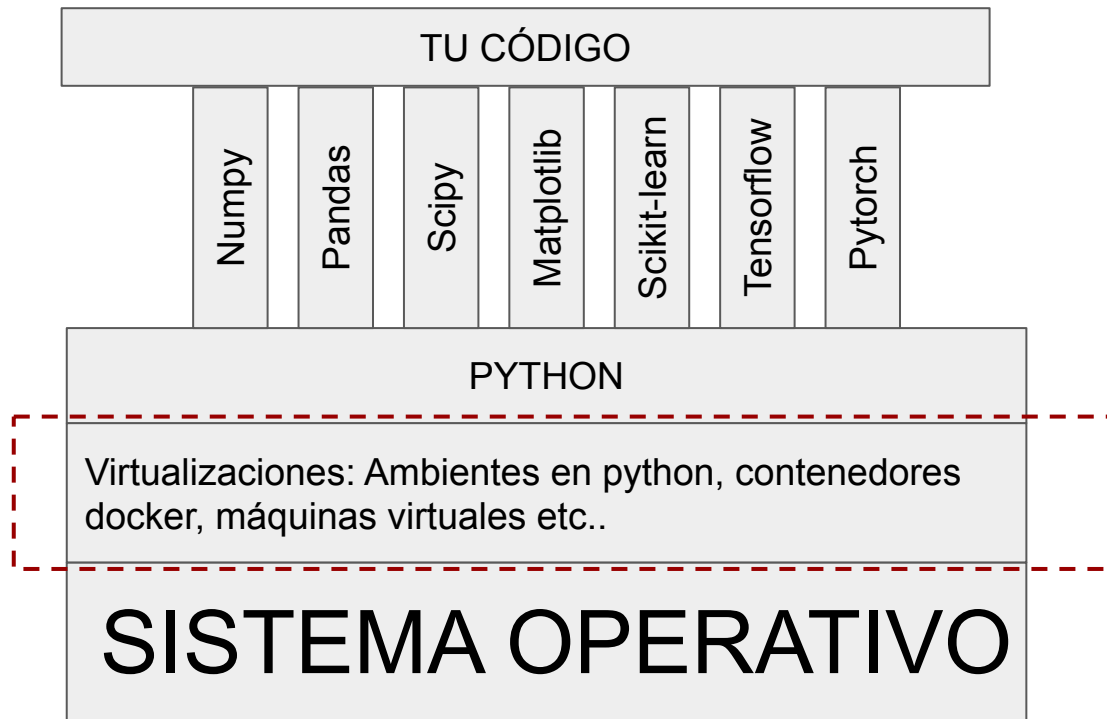 TU CÓDIGO
Numpy
Pandas
Scipy
Matplotlib
Scikit-learn
Tensorflow
Pytorch
PYTHON
Virtualizaciones: Ambientes en python, contenedores
docker, máquinas virtuales etc..
SISTEMA OPERATIVO